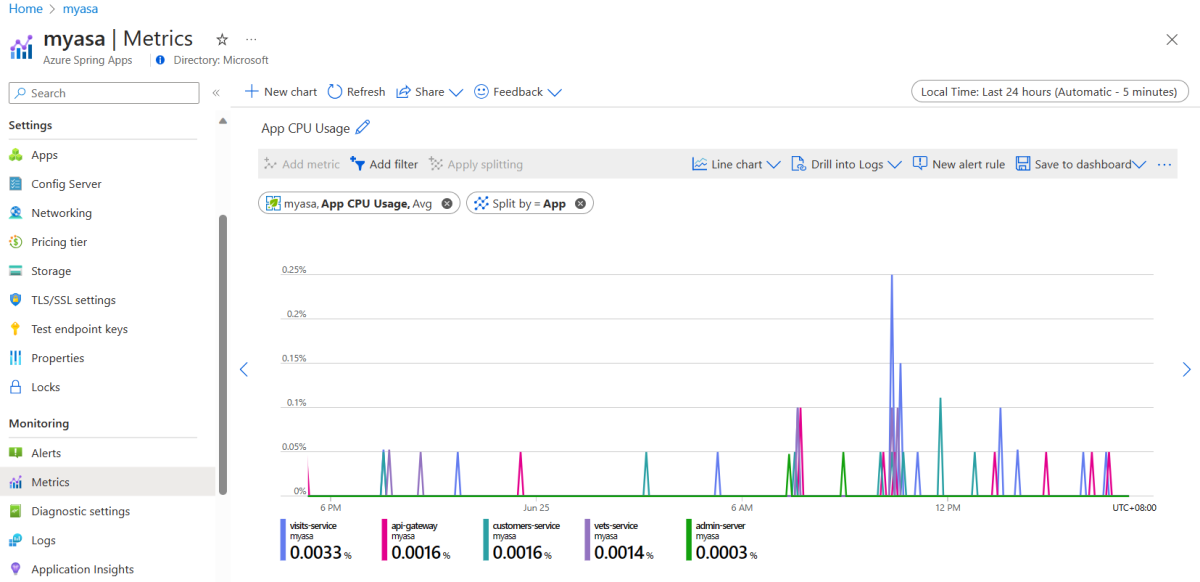 Home > myasa
myasa | Metrics ☆ ...
Azure Spring Apps | Directory: Microsoft
Search «
Settings
Apps
Config Server
Networking
Pricing tier
Storage
TLS/SSL settings
Test endpoint keys
Properties
Locks
Monitoring
Alerts
Metrics
Diagnostic settings
Logs
Application Insights
New chart Refresh Share Feedback
Local Time: Last 24 hours (Automatic - 5 minutes)
App CPU Usage
Add metric Add filter Apply splitting Line chart Drill into Logs New alert rule Save to dashboard ...
myasa, App CPU Usage, Avg Split by = App
0.25%
0.2%
0.15%
0.1%
0.05%
0%
6 PM Jun 25 6 AM 12 PM UTC+08:00
visits-service
myasa
0.0033 %
api-gateway
myasa
0.0016 %
customers-service
myasa
0.0016 %
vets-service
myasa
0.0014 %
admin-server
myasa
0.0003 %